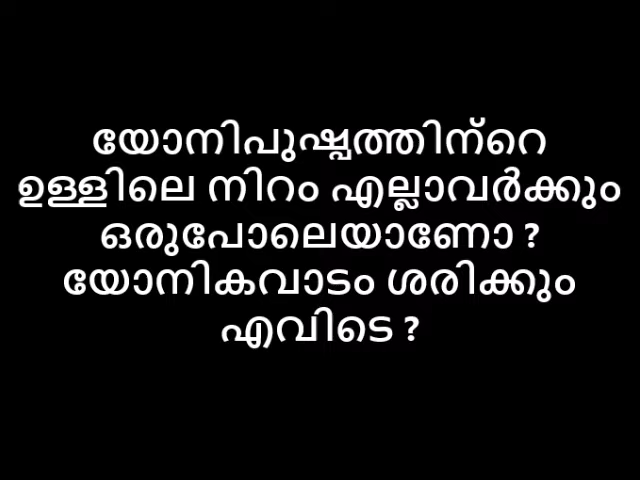 യോനിപുഷ്പത്തിന്റെ
ഉള്ളിലെ നിറം എല്ലാവർക്കും
ഒരുപോലെയാണോ ?
യോനികവാടം ശരിക്കും
എവിടെ ?